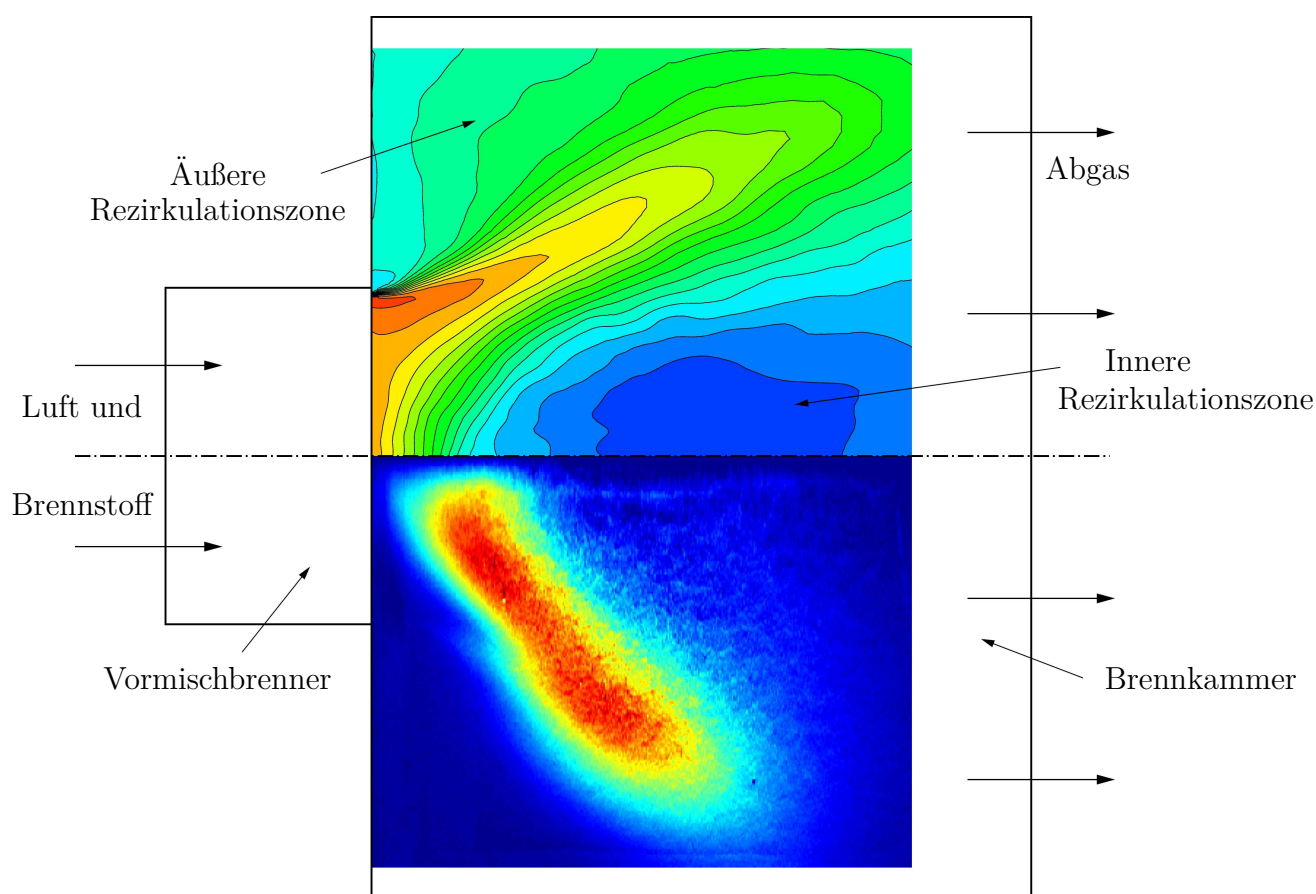 Äußere
Rezirkulationszone
Abgas
Luft und
Innere
Rezirkulationszone
Brennstoff
Vormischbrenner
Brennkammer